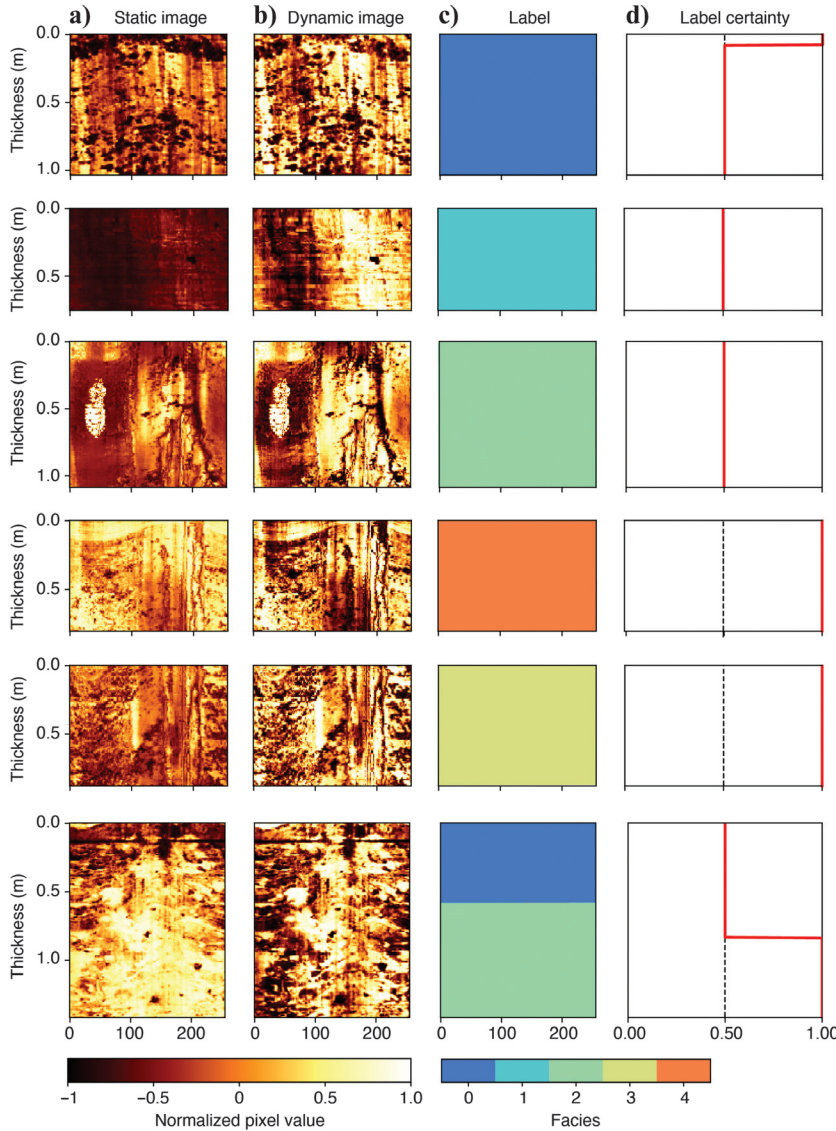 a) Static image b) Dynamic image c) Label d) Label certainty
Thickness (m)
0.0
0.5
1.0
Thickness (m)
0.0
0.5
Thickness (m)
0.0
0.5
1.0
Thickness (m)
0.0
0.5
Thickness (m)
0.0
0.5
Thickness (m)
0.0
0.5
1.0
0 100 200 0 100 200 0 100 200 0.00 0.50 1.00
−1 −0.5 0 0.5 1.0 0 1 2 3 4
Normalized pixel value Facies